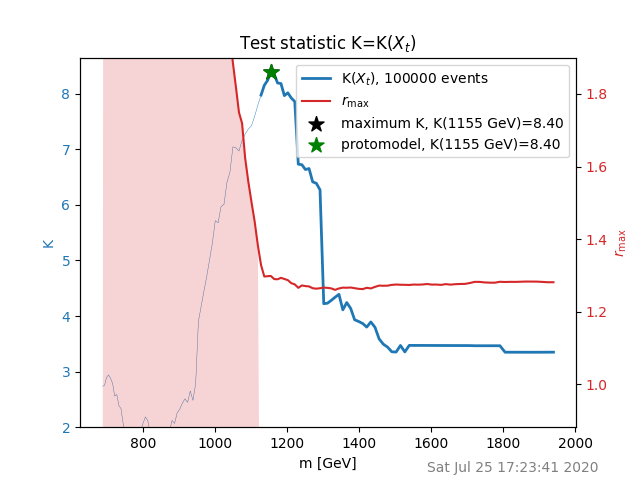 Test statistic K=K(X_t)
K(X_t), 100000 events
r_max
maximum K, K(1155 GeV)=8.40
protomodel, K(1155 GeV)=8.40
8
7
6
5
4
3
2
K
1.8
1.6
1.4
1.2
1.0
r_max
800 1000 1200 1400 1600 1800 2000
m [GeV]
Sat Jul 25 17:23:41 2020